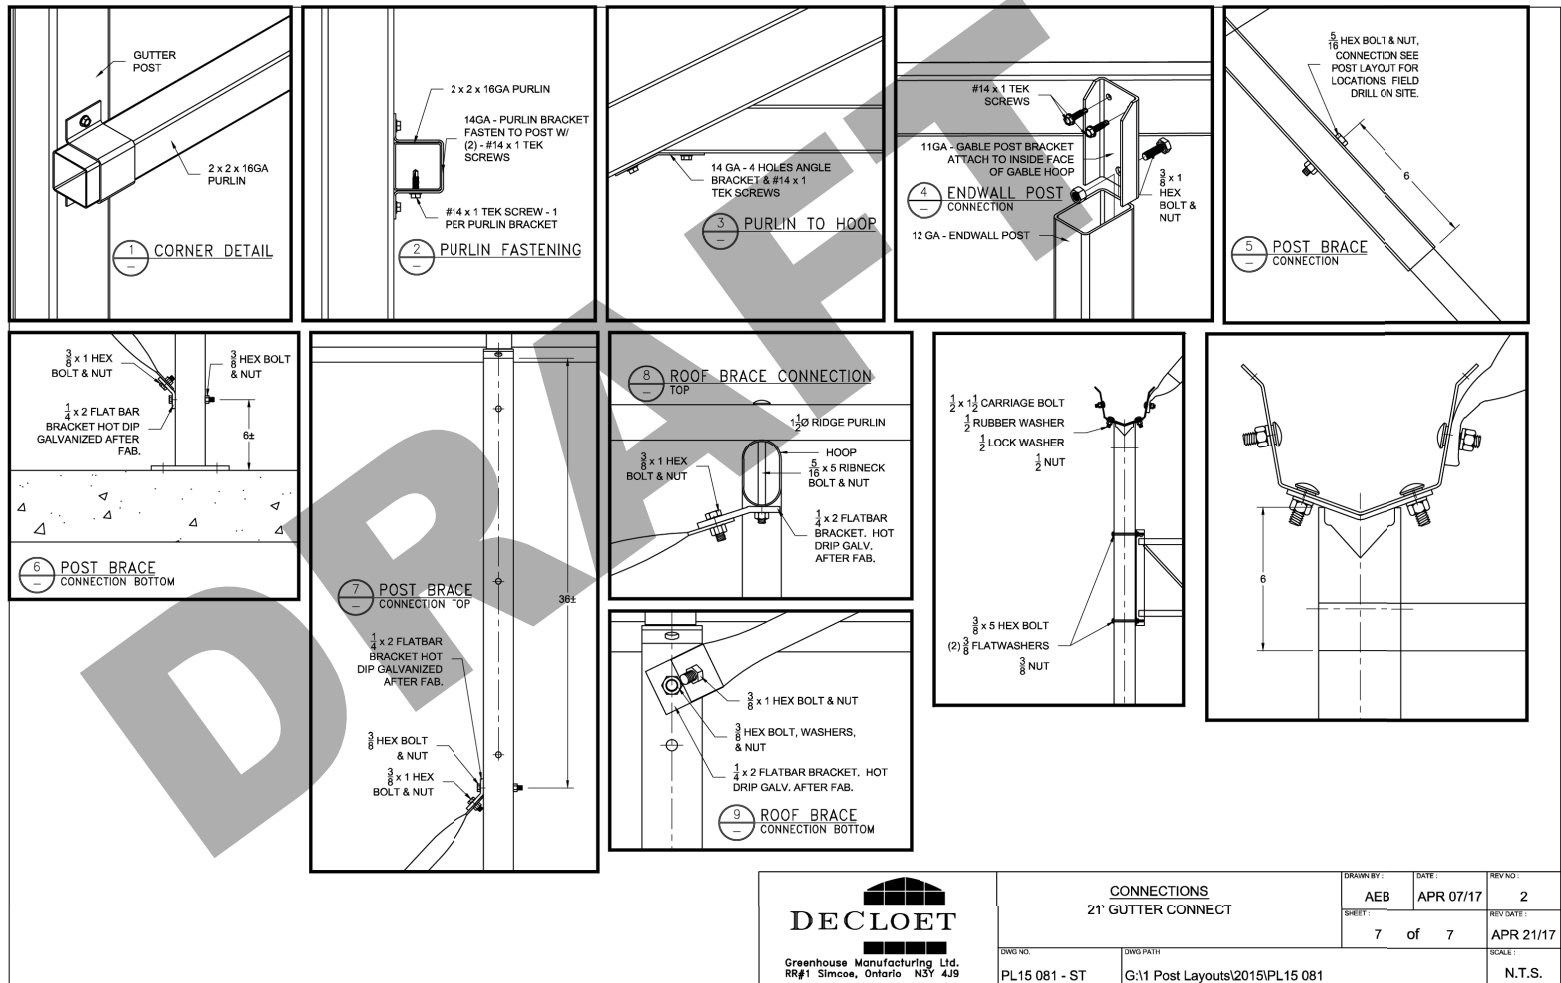 GUTTER
POST
2 x 2 x 16GA
PURLIN
1
–
CORNER DETAIL
2 x 2 x 16GA PURLIN
14GA - PURLIN BRACKET
FASTEN TO POST W/
(2) - #14 x 1 TEK
SCREWS
#14 x 1 TEK SCREW - 1
PER PURLIN BRACKET
2
–
PURLIN FASTENING
14 GA - 4 HOLES ANGLE
BRACKET & #14 x 1
TEK SCREWS
3
–
PURLIN TO HOOP
#14 x 1 TEK
SCREWS
11GA - GABLE POST BRACKET
ATTACH TO INSIDE FACE
OF GABLE HOOP
3/8 x 1
HEX
BOLT &
NUT
4
–
ENDWALL POST
CONNECTION
12 GA - ENDWALL POST
5/16 HEX BOLT & NUT,
CONNECTION SEE
POST LAYOUT FOR
LOCATIONS. FIELD
DRILL ON SITE.
6
5
–
POST BRACE
CONNECTION
3/8 x 1 HEX
BOLT & NUT
3/8 HEX BOLT
& NUT
1/4 x 2 FLAT BAR
BRACKET HOT DIP
GALVANIZED AFTER
FAB.
6±
6
–
POST BRACE
CONNECTION BOTTOM
36±
7
–
POST BRACE
CONNECTION TOP
1/4 x 2 FLATBAR
BRACKET HOT
DIP GALVANIZED
AFTER FAB.
3/8 HEX BOLT
& NUT
3/8 x 1 HEX
BOLT & NUT
8
–
ROOF BRACE CONNECTION
TOP
1 1/2Ø RIDGE PURLIN
HOOP
5/16 x 5 RIBNECK
BOLT & NUT
3/8 x 1 HEX
BOLT & NUT
1/4 x 2 FLATBAR
BRACKET. HOT
DRIP GALV.
AFTER FAB.
3/8 x 1 HEX BOLT & NUT
3/8 HEX BOLT, WASHERS,
& NUT
1/4 x 2 FLATBAR BRACKET. HOT
DRIP GALV. AFTER FAB.
9
–
ROOF BRACE
CONNECTION BOTTOM
1/2 x 1 1/2 CARRIAGE BOLT
1/2 RUBBER WASHER
1/2 LOCK WASHER
1/2 NUT
3/8 x 5 HEX BOLT
(2) 3/8 FLATWASHERS
3/8 NUT
6
DRAFT
DECLOET
Greenhouse Manufacturing Ltd.
RR#1 Simcoe, Ontario N3Y 4J9
CONNECTIONS
21' GUTTER CONNECT
DWG NO.
PL15 081 - ST
DWG PATH
G:\1 Post Layouts\2015\PL15 081
DRAWN BY :
AEB
DATE :
APR 07/17
REV NO :
2
SHEET :
7 of 7
REV DATE :
APR 21/17
SCALE :
N.T.S.